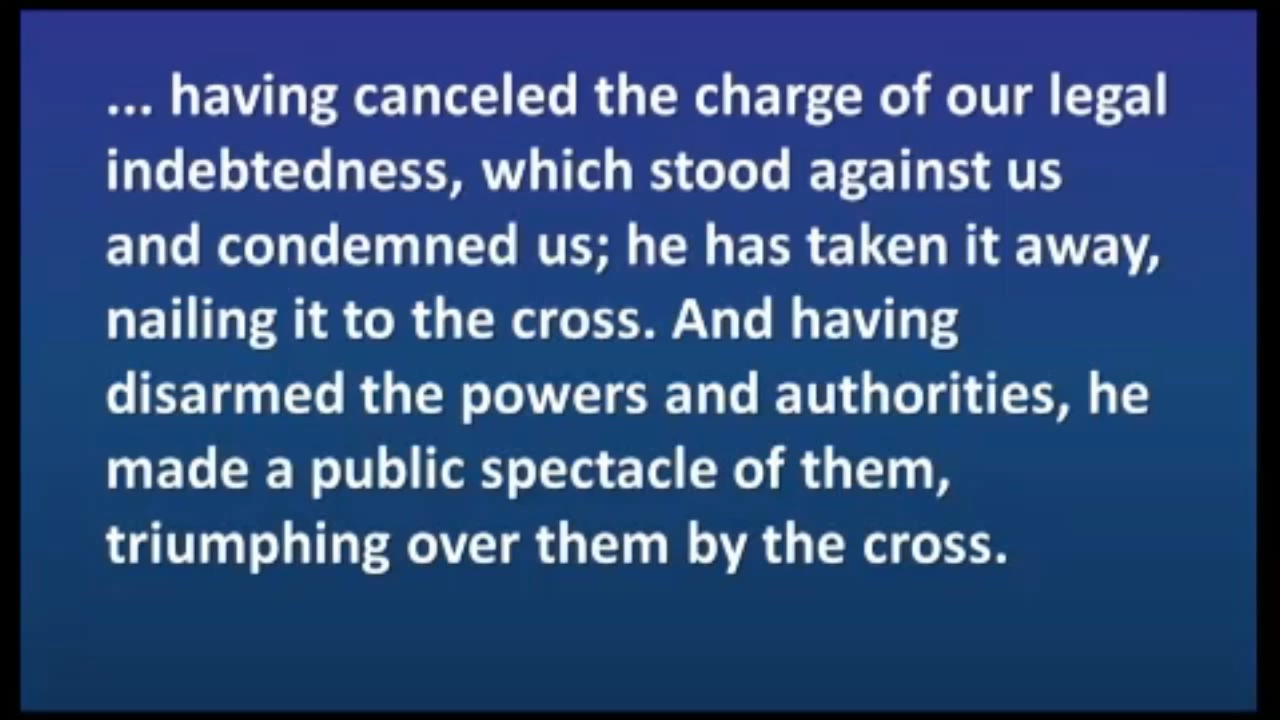 ... having canceled the charge of our legal
indebtedness, which stood against us
and condemned us; he has taken it away,
nailing it to the cross. And having
disarmed the powers and authorities, he
made a public spectacle of them,
triumphing over them by the cross.